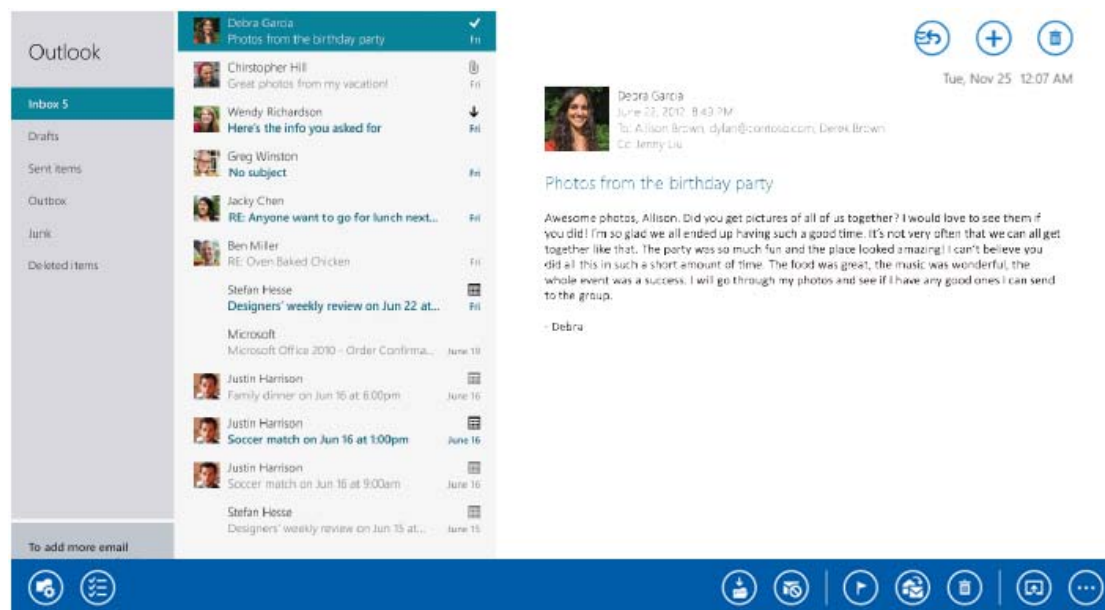 Outlook
Inbox 5
Drafts
Sent items
Outbox
Junk
Deleted items
To add more email
Debra Garcia
Photos from the birthday party
Fri
Chirstopher Hill
Great photos from my vacation!
Fri
Wendy Richardson
Here's the info you asked for
Fri
Greg Winston
No subject
Fri
Jacky Chen
RE: Anyone want to go for lunch next...
Fri
Ben Miller
RE: Oven Baked Chicken
Fri
Stefan Hesse
Designers' weekly review on Jun 22 at...
Fri
Microsoft
Microsoft Office 2010 - Order Confirma...
June 19
Justin Harrison
Family dinner on Jun 16 at 6:00pm
June 16
Justin Harrison
Soccer match on Jun 16 at 1:00pm
June 16
Justin Harrison
Soccer match on Jun 16 at 9:00am
June 16
Stefan Hesse
Designers' weekly review on Jun 15 at...
June 15
Tue, Nov 25 12:07 AM
Debra Garcia
June 22, 2012 8:43 PM
To: Allison Brown, dylan@contoso.com, Derek Brown
Cc: Jenny Liu
Photos from the birthday party
Awesome photos, Allison. Did you get pictures of all of us together? I would love to see them if
you did! I'm so glad we all ended up having such a good time. It's not very often that we can all get
together like that. The party was so much fun and the place looked amazing! I can't believe you
did all this in such a short amount of time. The food was great, the music was wonderful, the
whole event was a success. I will go through my photos and see if I have any good ones I can send
to the group.
- Debra